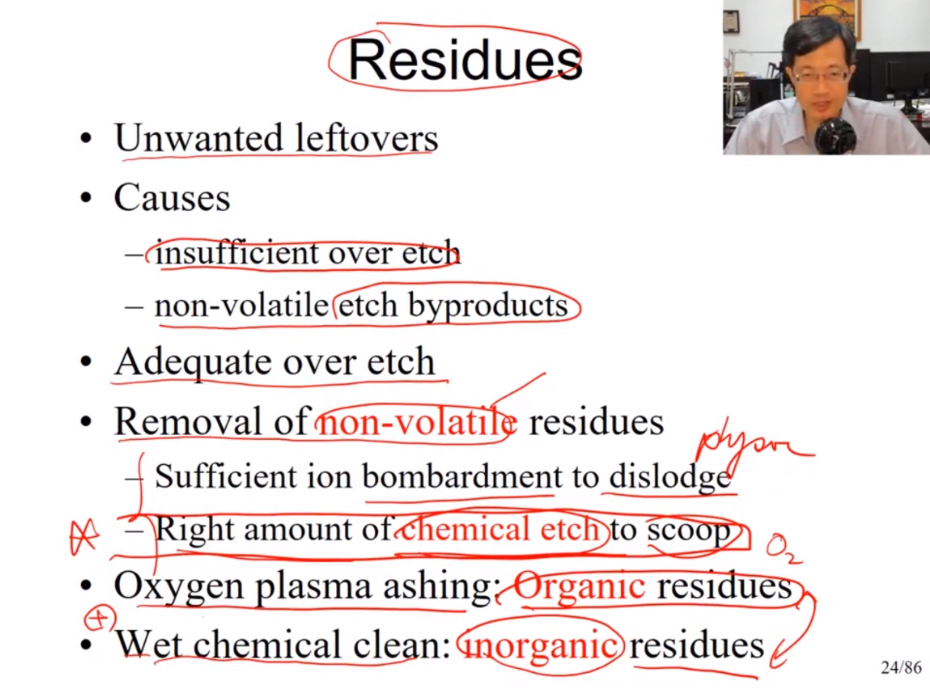 Residues
• Unwanted leftovers
• Causes
– insufficient over etch
– non-volatile etch byproducts
• Adequate over etch
• Removal of non-volatile residues
– Sufficient ion bombardment to dislodge
– Right amount of chemical etch to scoop
O2
• Oxygen plasma ashing: Organic residues
• Wet chemical clean: inorganic residues
24/86